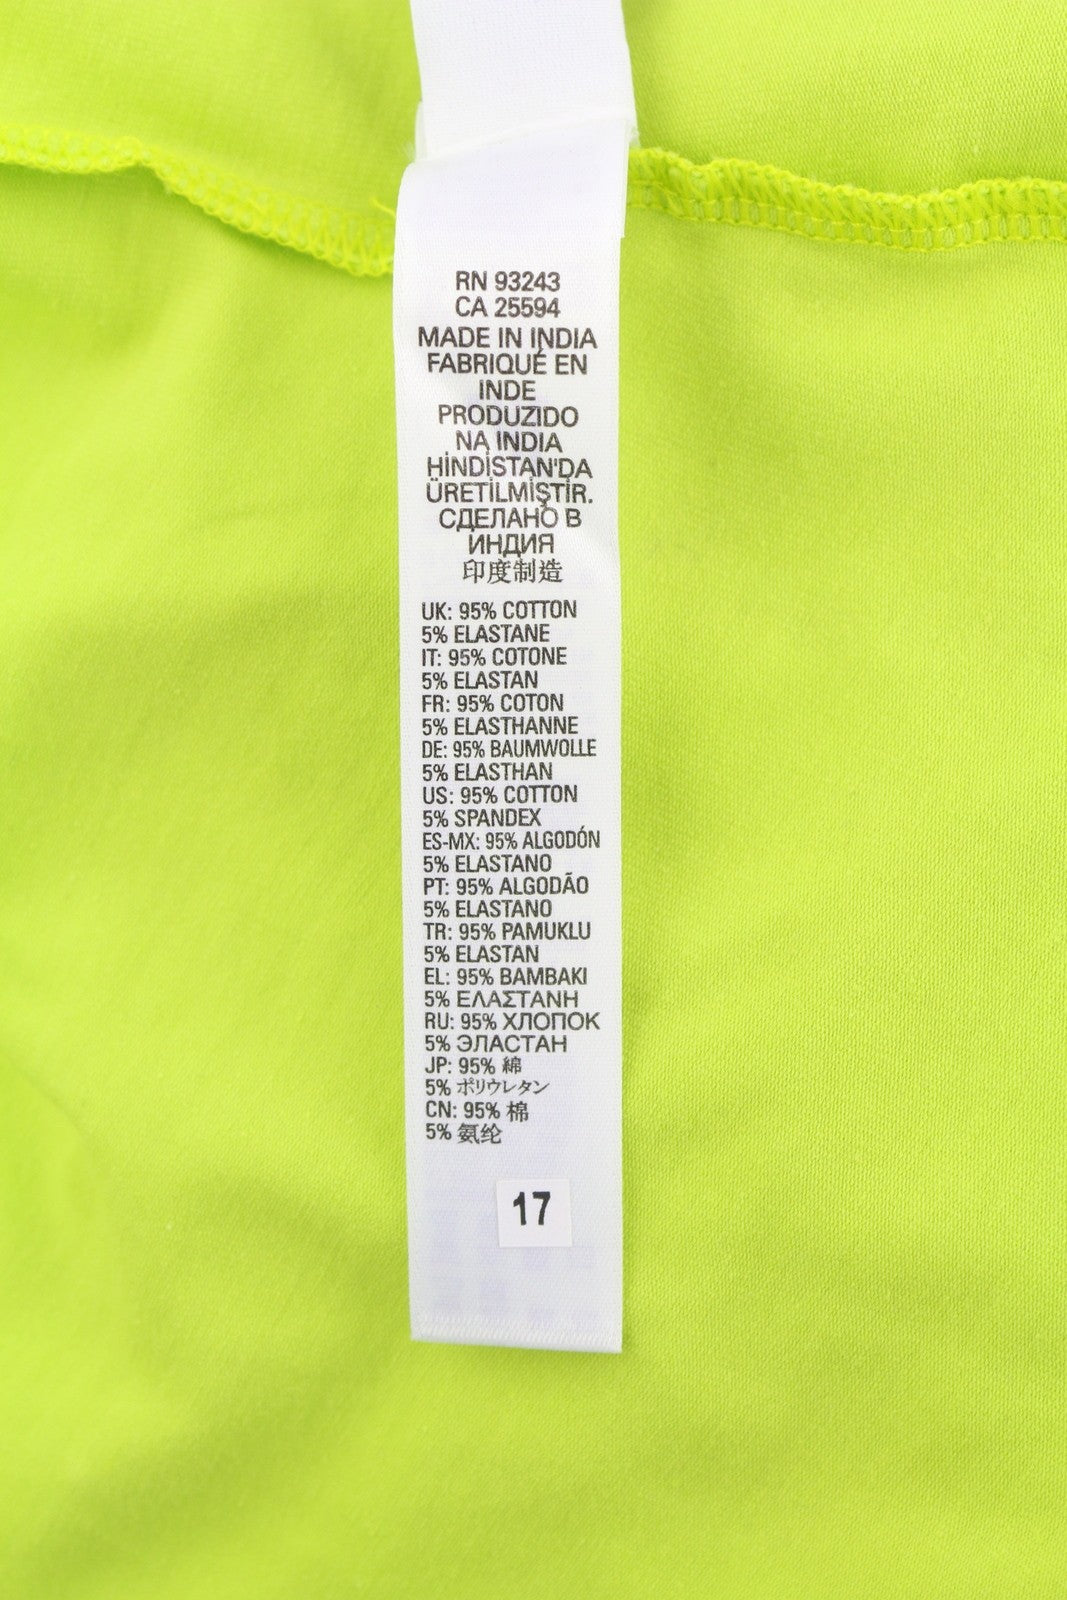 RN 93243
CA 25594
MADE IN INDIA
FABRIQUÉ EN
INDE
PRODUZIDO
NA INDIA
HİNDİSTAN'DA
ÜRETİLMİŞTİR.
СДЕЛАНО В
ИНДИЯ
印度制造
UK: 95% COTTON
5% ELASTANE
IT: 95% COTONE
5% ELASTAN
FR: 95% COTON
5% ELASTHANNE
DE: 95% BAUMWOLLE
5% ELASTHAN
US: 95% COTTON
5% SPANDEX
ES-MX: 95% ALGODÓN
5% ELASTANO
PT: 95% ALGODÃO
5% ELASTANO
TR: 95% PAMUKLU
5% ELASTAN
EL: 95% ΒΑΜΒΑΚΙ
5% ΕΛΑΣΤΑΝΗ
RU: 95% ХЛОПОК
5% ЭЛАСТАН
JP: 95% 綿
5% ポリウレタン
CN: 95% 棉
5% 氨纶
17